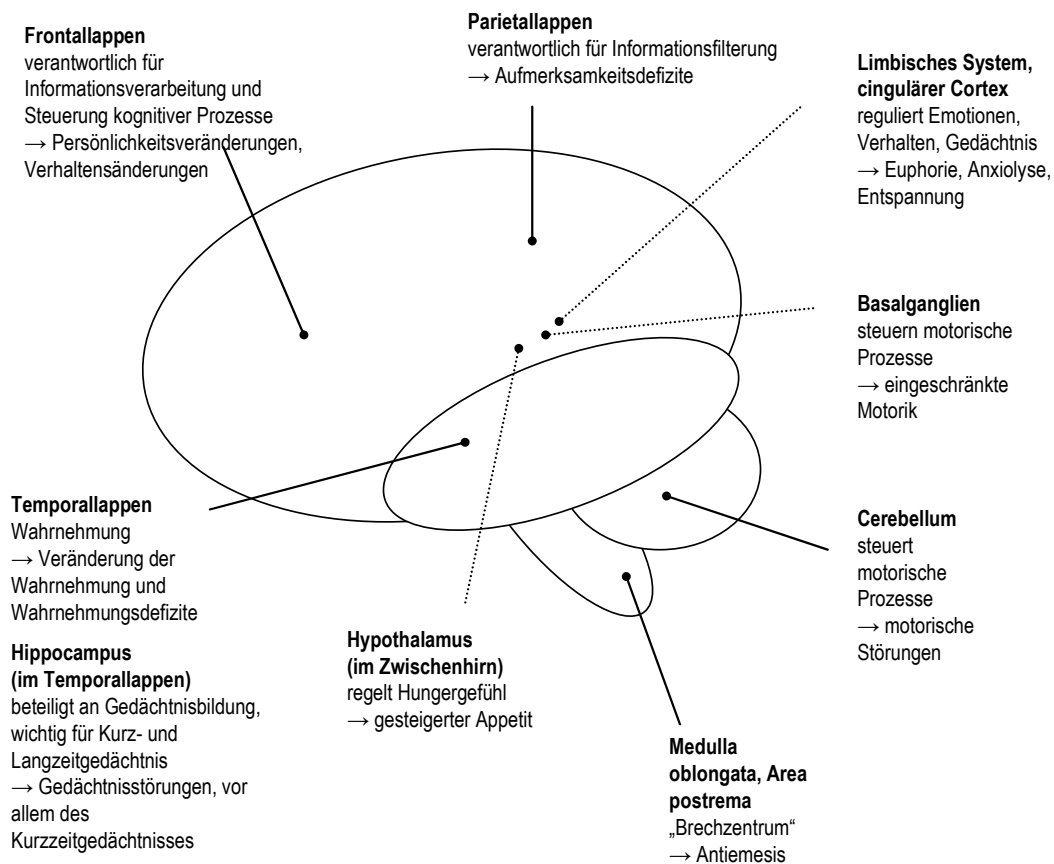 Frontallappen
verantwortlich für
Informationsverarbeitung und
Steuerung kognitiver Prozesse
→ Persönlichkeitsveränderungen,
Verhaltensänderungen
Parietallappen
verantwortlich für Informationsfilterung
→ Aufmerksamkeitsdefizite
Limbisches System,
cingulärer Cortex
reguliert Emotionen,
Verhalten, Gedächtnis
→ Euphorie, Anxiolyse,
Entspannung
Basalganglien
steuern motorische
Prozesse
→ eingeschränkte
Motorik
Temporallappen
Wahrnehmung
→ Veränderung der
Wahrnehmung und
Wahrnehmungsdefizite
Cerebellum
steuert
motorische
Prozesse
→ motorische
Störungen
Hippocampus
(im Temporallappen)
beteiligt an Gedächtnisbildung,
wichtig für Kurz- und
Langzeitgedächtnis
→ Gedächtnisstörungen, vor
allem des
Kurzzeitgedächtnisses
Hypothalamus
(im Zwischenhirn)
regelt Hungergefühl
→ gesteigerter Appetit
Medulla
oblongata, Area
postrema
„Brechzentrum“
→ Antiemesis